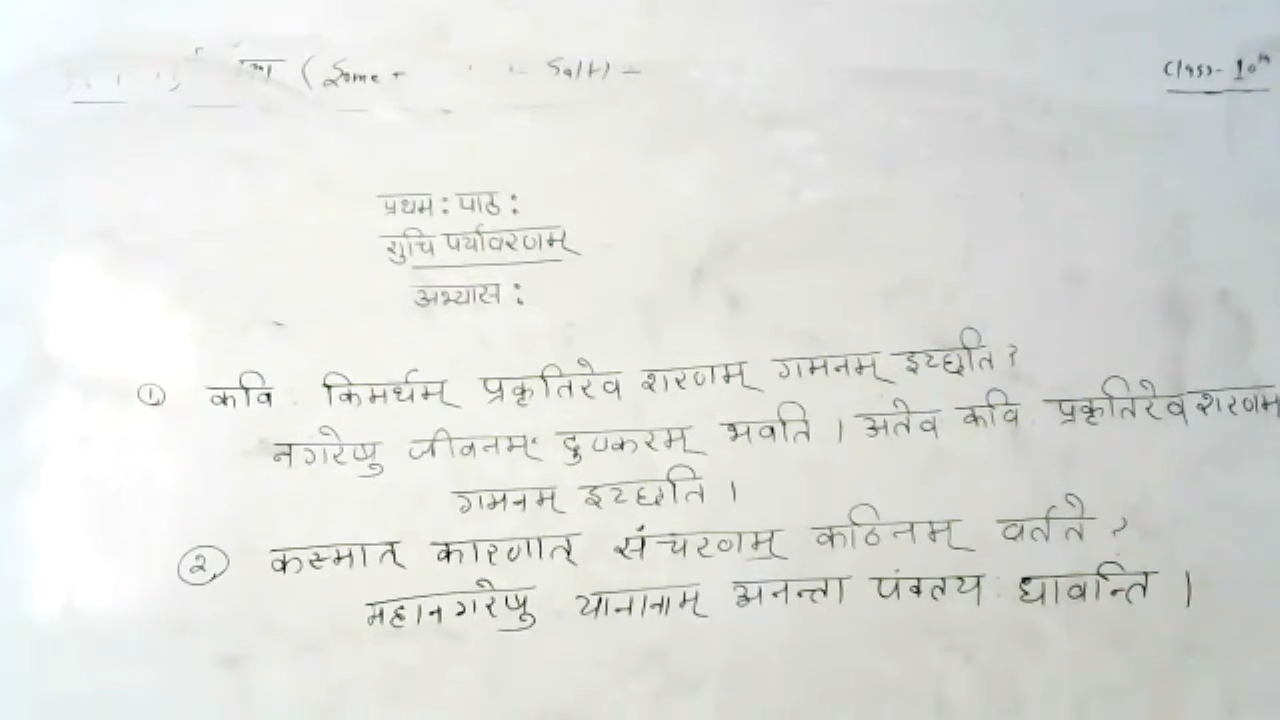 (Some
Class- 10th
प्रथम: पाठ:
शुचि पर्यावरणम्
अभ्यास:
① कवि किमर्थम् प्रकृतिरेव शरणम् गमनम् इच्छति?
नगरेषु जीवनम् दुष्करम् भवति। अतेव कवि प्रकृतिरेव शरणम
गमनम् इच्छति।
② कस्मात् कारणात् संचरणम् कठिनम् वर्तते?
महानगरेषु यानानाम् अनन्ता पंक्तय: धावन्ति।